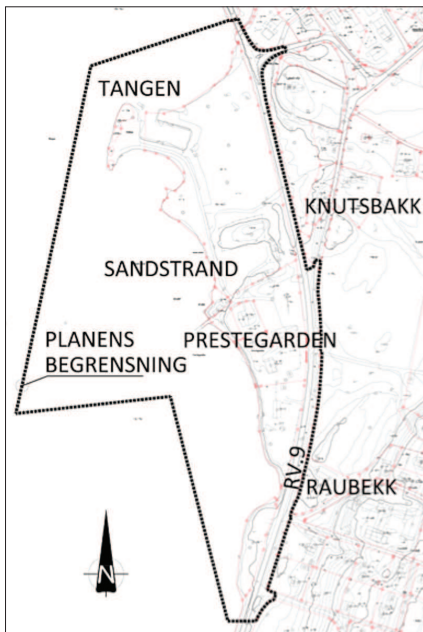 TANGEN
KNUTSBAKK
SANDSTRAND
PLANENS
BEGRENSNING
PRESTEGARDEN
RV.9
RAUBEKK
N